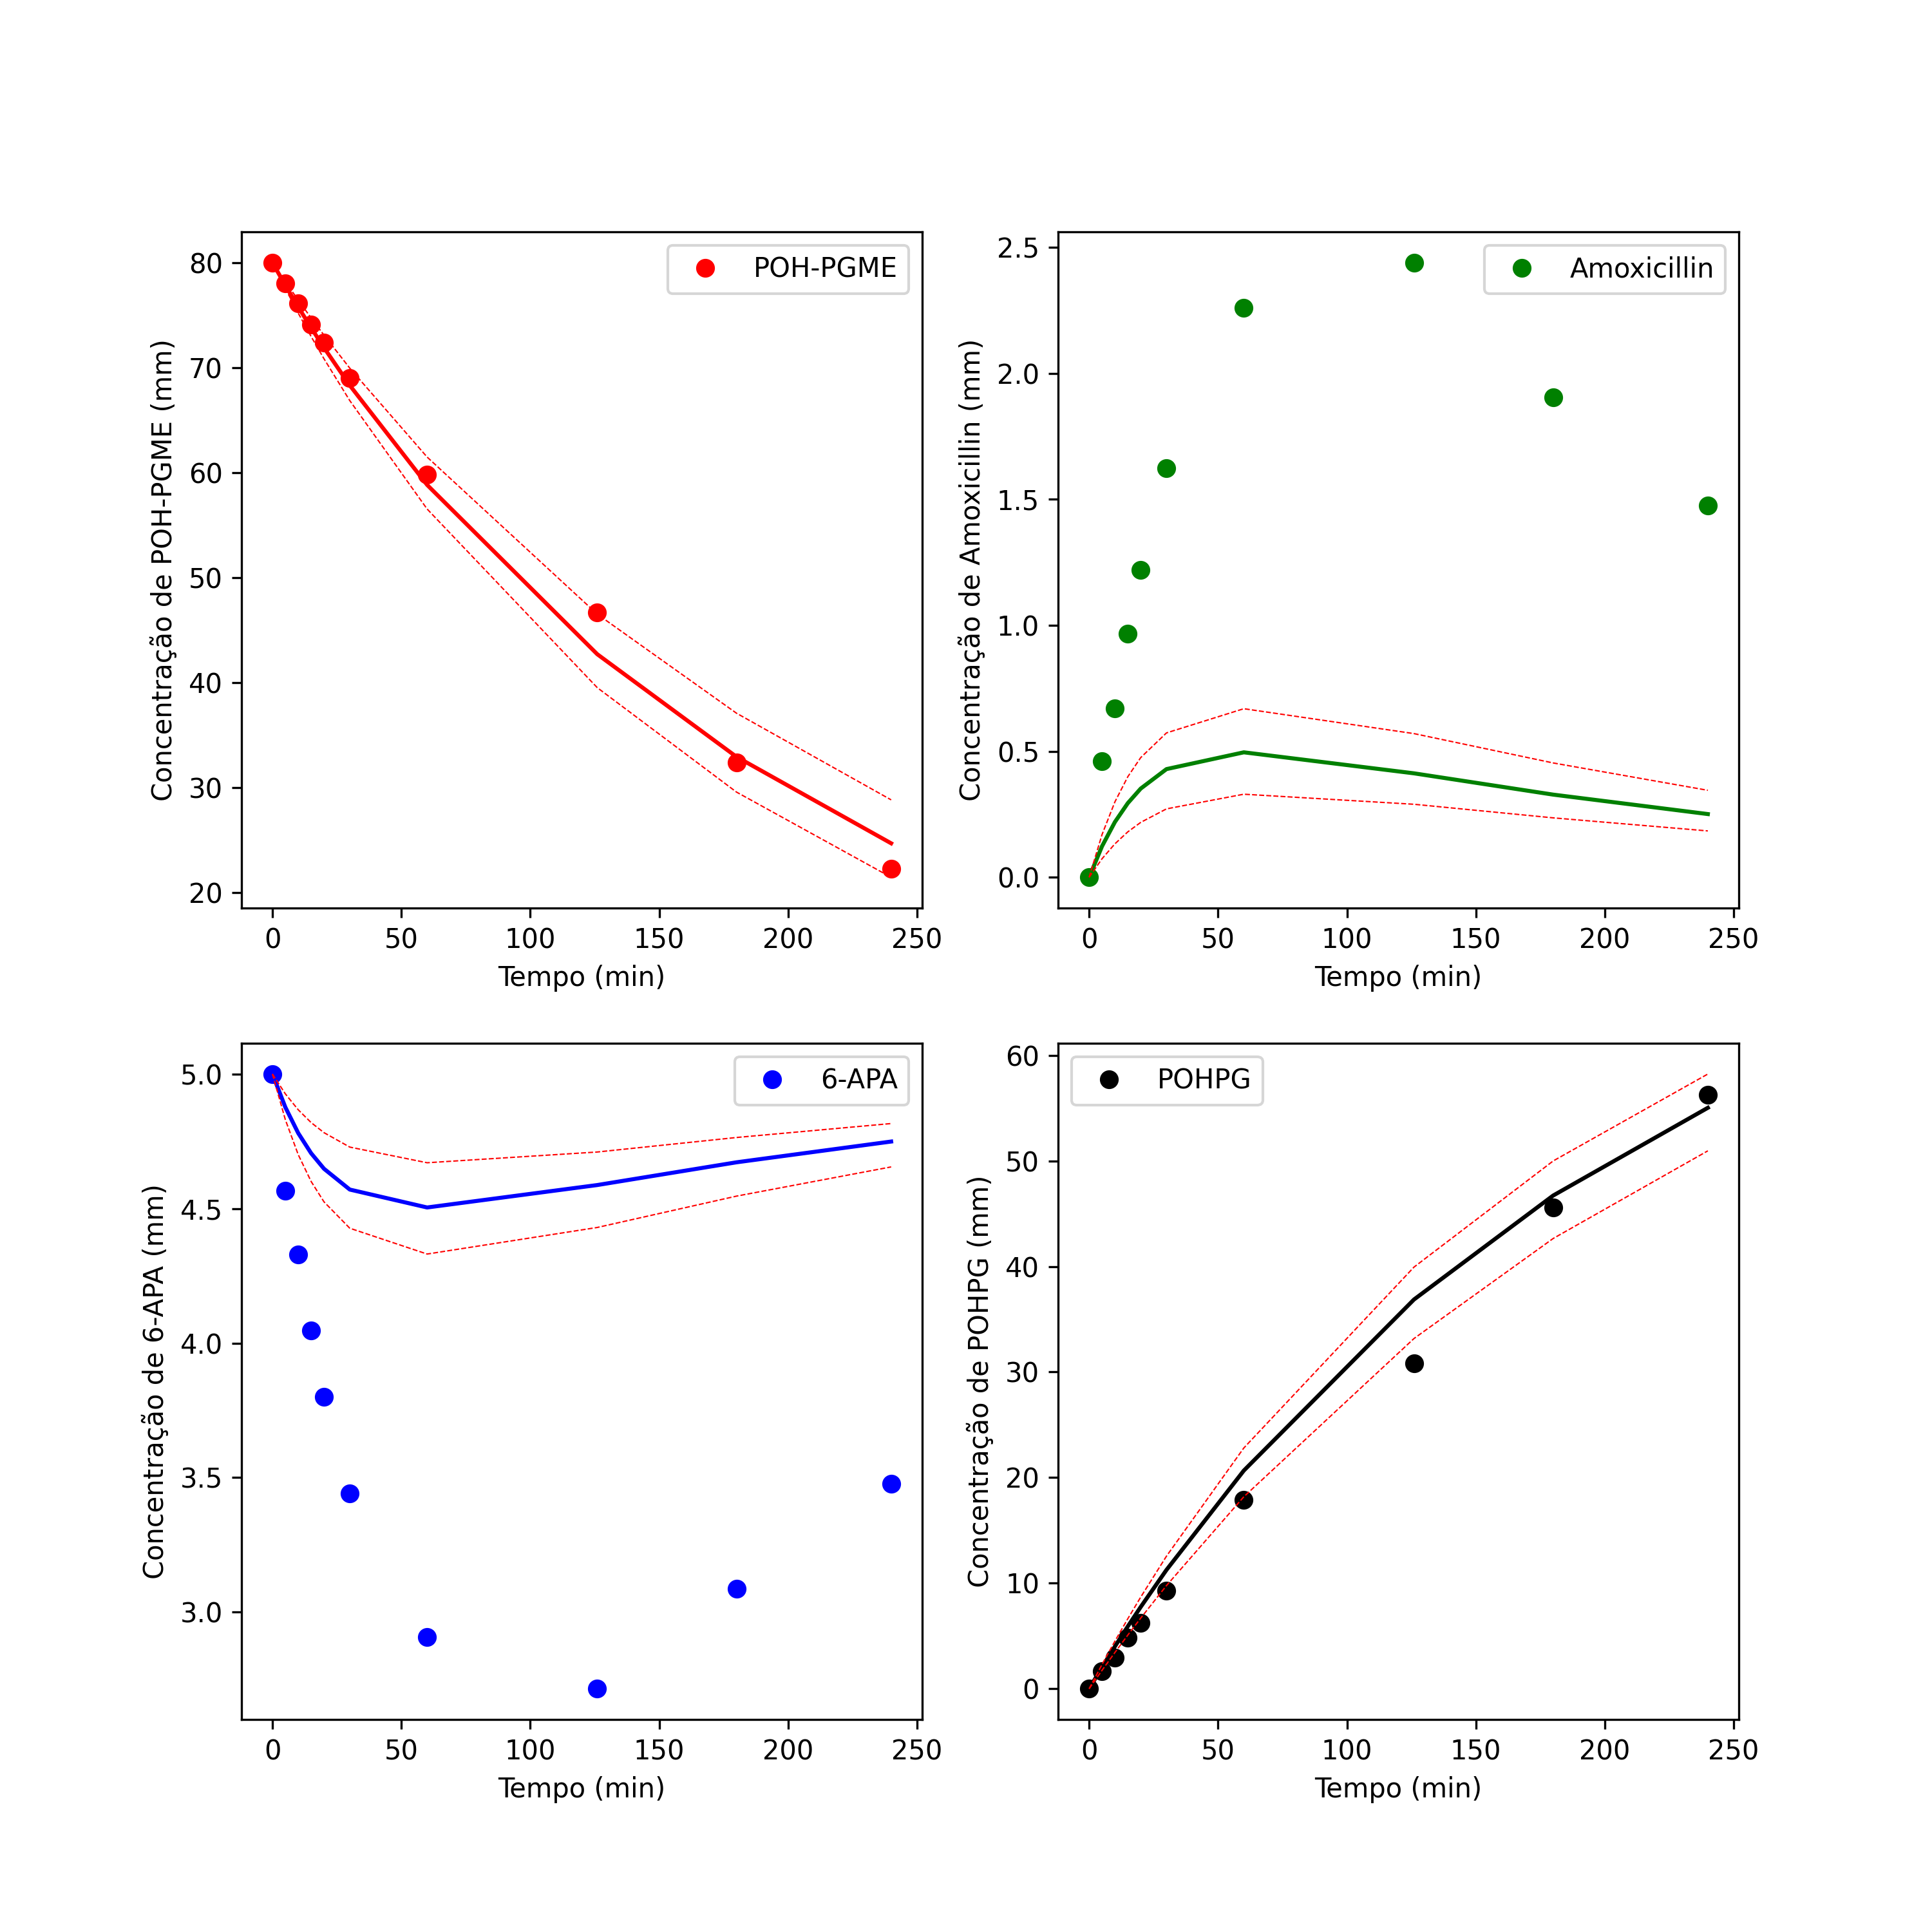 POH-PGME
Concentração de POH-PGME (mm)
80
70
60
50
40
30
20
0 50 100 150 200 250
Tempo (min)
Amoxicillin
Concentração de Amoxicillin (mm)
2.5
2.0
1.5
1.0
0.5
0.0
0 50 100 150 200 250
Tempo (min)
6-APA
Concentração de 6-APA (mm)
5.0
4.5
4.0
3.5
3.0
0 50 100 150 200 250
Tempo (min)
POHPG
Concentração de POHPG (mm)
60
50
40
30
20
10
0
0 50 100 150 200 250
Tempo (min)